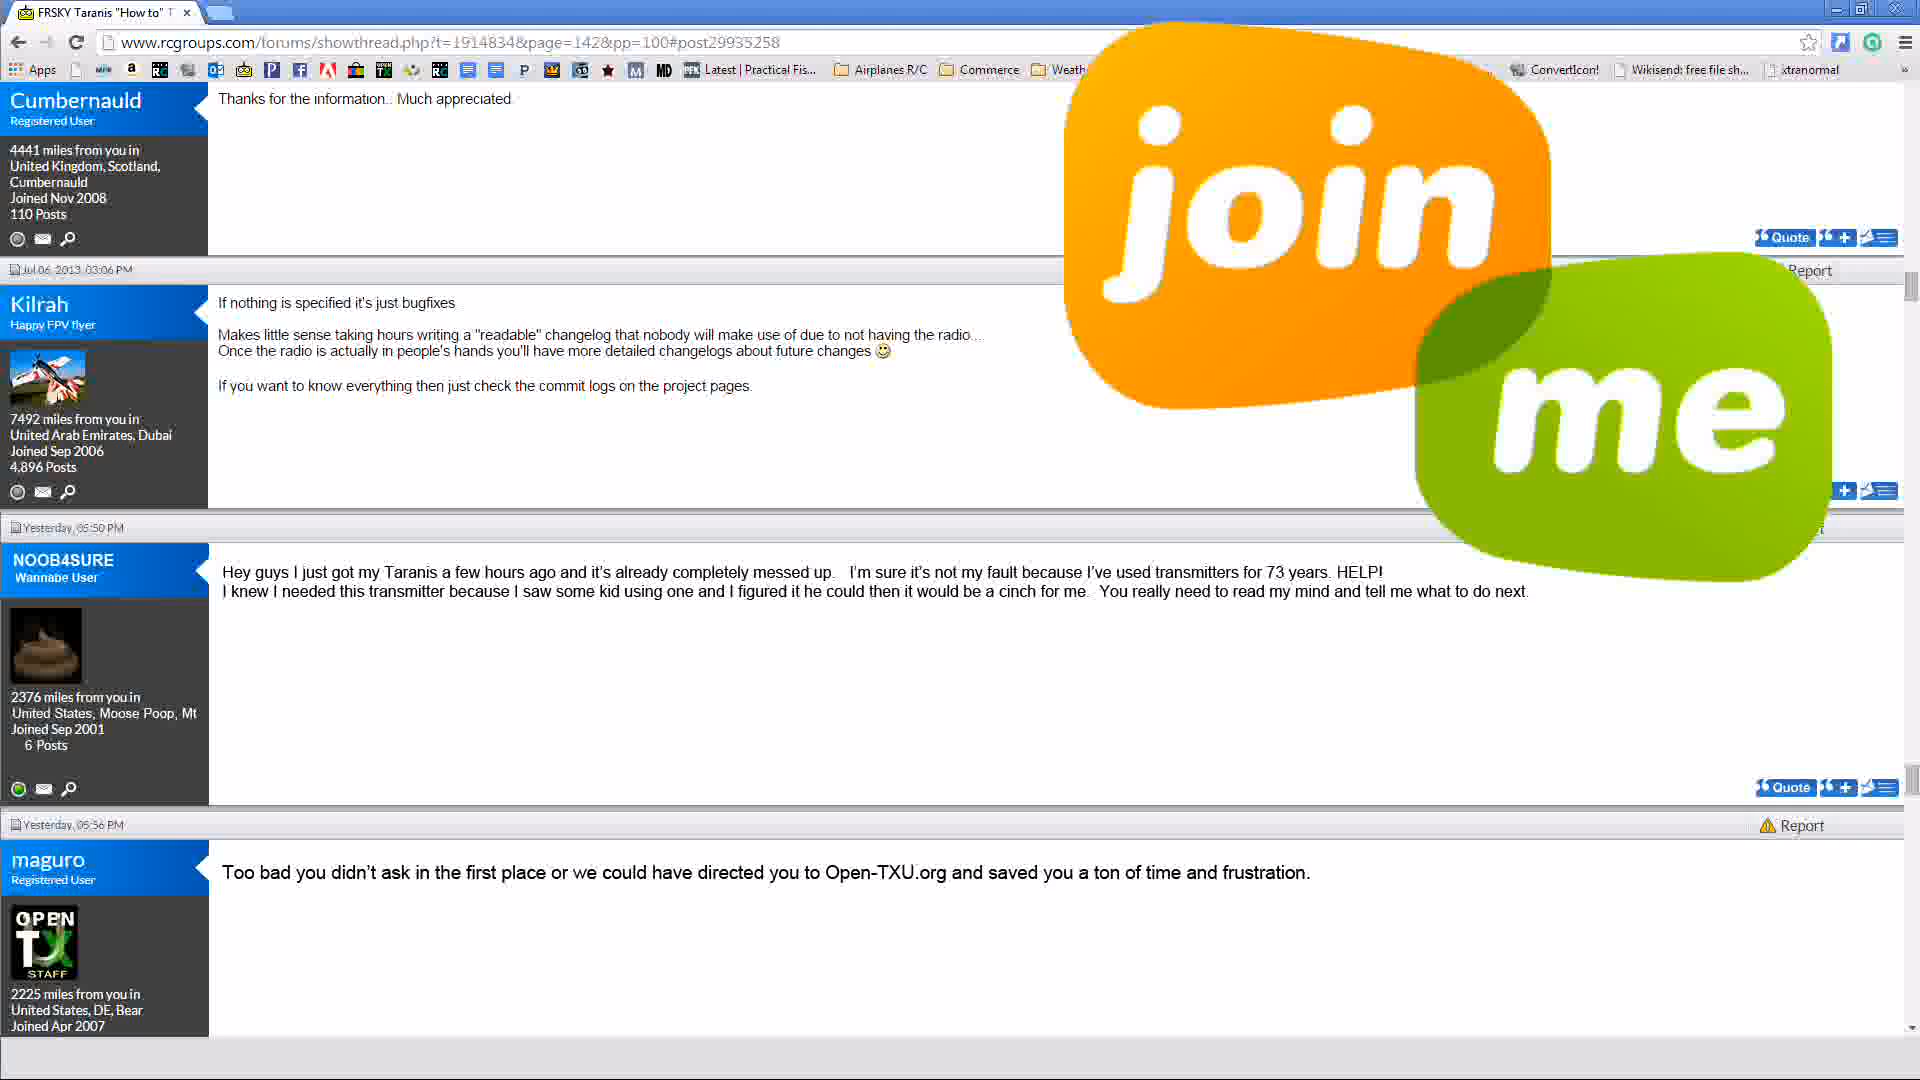 FRSKY Taranis "How to" T
www.rcgroups.com/forums/showthread.php?t=1914834&page=142&pp=100#post29935258
Apps
Latest | Practical Fis...
Airplanes R/C
Commerce
Weath
ConvertIcon!
Wikisend: free file sh...
xtranormal
Cumbernauld
Registered User
Thanks for the information.. Much appreciated.
4441 miles from you in
United Kingdom, Scotland,
Cumbernauld
Joined Nov 2008
110 Posts
join
me
Quote
Jul 06, 2013, 03:06 PM
Report
Kilrah
Happy FPV flyer
If nothing is specified it's just bugfixes
Makes little sense taking hours writing a "readable" changelog that nobody will make use of due to not having the radio...
Once the radio is actually in people's hands you'll have more detailed changelogs about future changes
If you want to know everything then just check the commit logs on the project pages.
7492 miles from you in
United Arab Emirates, Dubai
Joined Sep 2006
4,896 Posts
Yesterday, 05:50 PM
NOOB4SURE
Wannabe User
Hey guys I just got my Taranis a few hours ago and it's already completely messed up. I'm sure it's not my fault because I've used transmitters for 73 years. HELP!
I knew I needed this transmitter because I saw some kid using one and I figured it he could then it would be a cinch for me. You really need to read my mind and tell me what to do next.
2376 miles from you in
United States, Moose Poop, Mt
Joined Sep 2001
6 Posts
Quote
Yesterday, 05:56 PM
Report
maguro
Registered User
Too bad you didn't ask in the first place or we could have directed you to Open-TXU.org and saved you a ton of time and frustration.
OPEN
TX
STAFF
2225 miles from you in
United States, DE, Bear
Joined Apr 2007